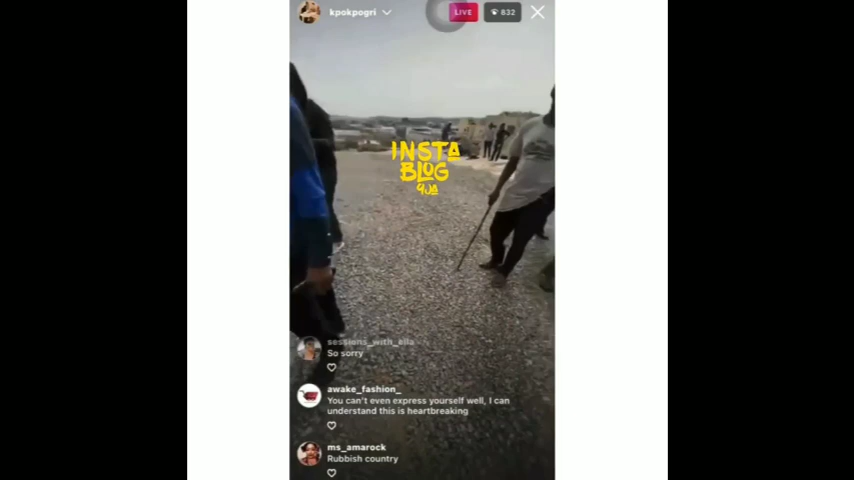 kpokpogri
LIVE
832
INSTA
BLOG
9JA
sessions_with_ella
So sorry
awake_fashion_
You can't even express yourself well, I can
understand this is heartbreaking
ms_amarock
Rubbish country